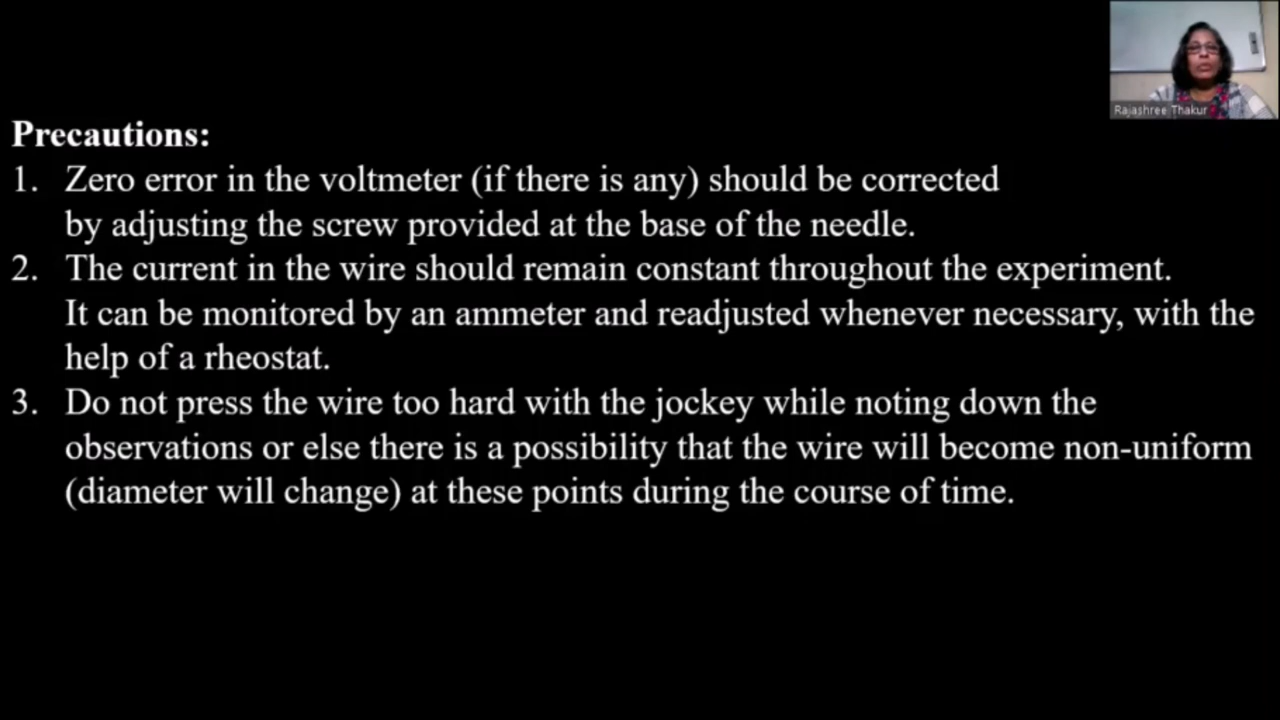 Rajashree Thakur
Precautions:
1. Zero error in the voltmeter (if there is any) should be corrected
by adjusting the screw provided at the base of the needle.
2. The current in the wire should remain constant throughout the experiment.
It can be monitored by an ammeter and readjusted whenever necessary, with the
help of a rheostat.
3. Do not press the wire too hard with the jockey while noting down the
observations or else there is a possibility that the wire will become non-uniform
(diameter will change) at these points during the course of time.